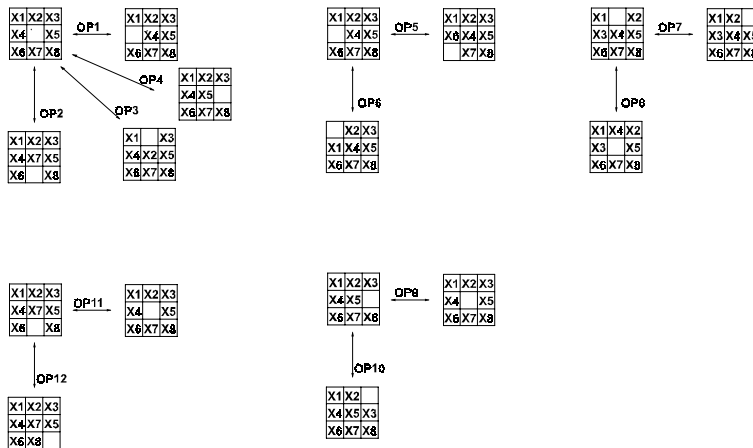 X1 X2 X3
X4 X5
X6 X7 X8
OP1
X1 X2 X3
X4 X5
X6 X7 X8
OP4
X1 X2 X3
X4 X5
X6 X7 X8
OP3
X1 X3
X4 X2 X5
X6 X7 X8
OP2
X1 X2 X3
X4 X7 X5
X6 X8
X1 X2 X3
X4 X5
X6 X7 X8
OP5
X1 X2 X3
X6 X4 X5
X7 X8
OP6
X2 X3
X1 X4 X5
X6 X7 X8
X1 X2
X3 X4 X5
X6 X7 X8
OP7
X1 X2
X3 X4 X5
X6 X7 X8
OP8
X1 X4 X2
X3 X5
X6 X7 X8
X1 X2 X3
X4 X7 X5
X6 X8
OP11
X1 X2 X3
X4 X5
X6 X7 X8
OP12
X1 X2 X3
X4 X7 X5
X6 X8
X1 X2 X3
X4 X5
X6 X7 X8
OP9
X1 X2 X3
X4 X5
X6 X7 X8
OP10
X1 X2
X4 X5 X3
X6 X7 X8